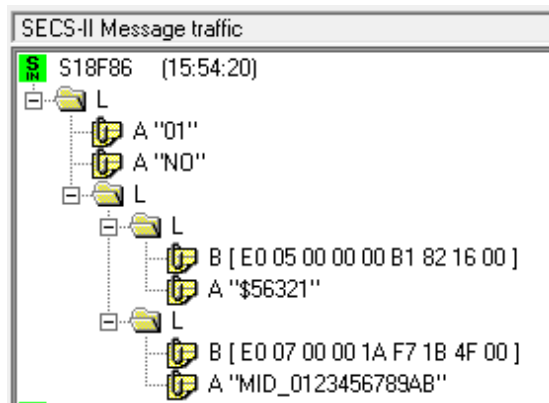 SECS-II Message traffic
S IN S18F86 (15:54:20)
L
A "01"
A "NO"
L
L
B [ E0 05 00 00 00 B1 82 16 00 ]
A "$56321"
L
B [ E0 07 00 00 1A F7 1B 4F 00 ]
A "MID_0123456789AB"